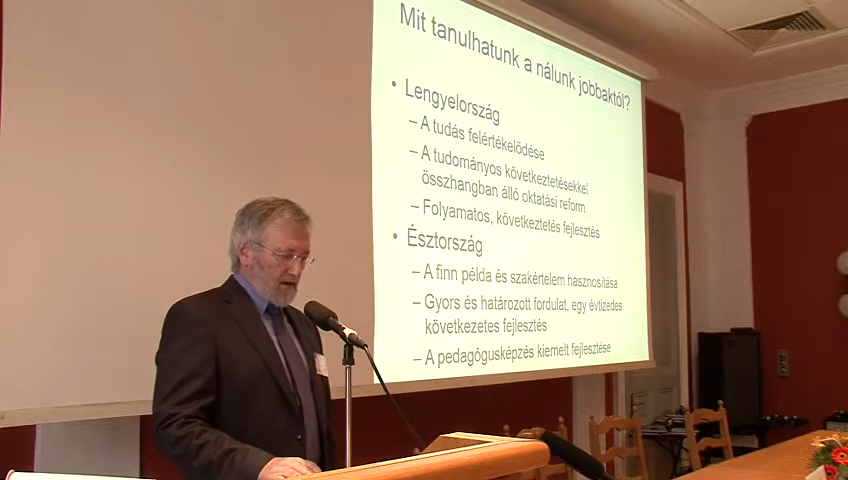 Mit tanulhatunk a nálunk jobbaktól?
• Lengyelország
– A tudás felértékelődése
– A tudományos következtetésekkel
összhangban álló oktatási reform
– Folyamatos, következtetés fejlesztés
• Észtország
– A finn példa és szakértelem hasznosítása
– Gyors és határozott fordulat, egy évtizedes
következetes fejlesztés
– A pedagógusképzés kiemelt fejlesztése